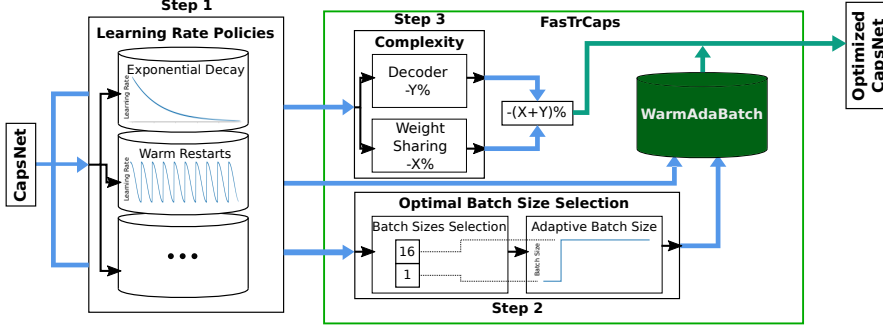 Step 1
Learning Rate Policies
Exponential Decay
Learning Rate
Warm Restarts
Learning Rate
•••
CapsNet
FasTrCaps
Step 3
Complexity
Decoder
-Y%
Weight
Sharing
-X%
-(X+Y)%
WarmAdaBatch
Optimal Batch Size Selection
Batch Sizes Selection
16
1
Adaptive Batch Size
Batch Size
Step 2
Optimized
CapsNet